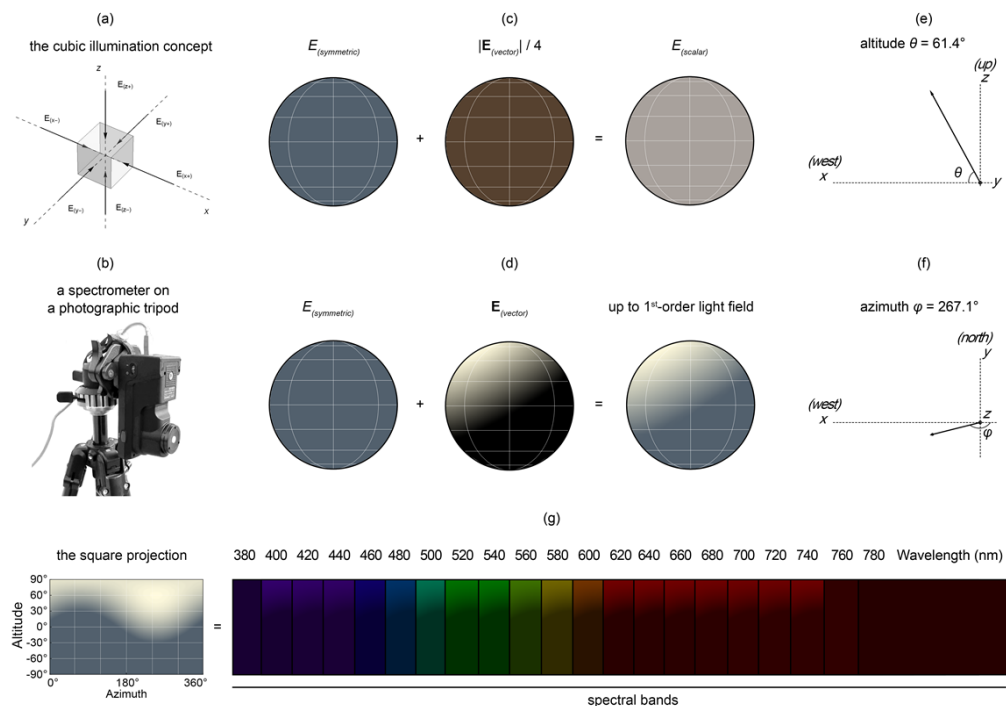 (a)
the cubic illumination concept
z
E(z+)
E(x−)
E(y+)
E(x+)
E(y−)
E(z−)
x
y
(b)
a spectrometer on
a photographic tripod
(c)
E(symmetric)
|E(vector)| / 4
E(scalar)
+
=
(d)
E(symmetric)
E(vector)
up to 1st-order light field
+
=
(e)
altitude θ = 61.4°
(up)
z
(west)
x
θ
y
(f)
azimuth φ = 267.1°
(north)
y
(west)
x
z
φ
(g)
the square projection
380 400 420 440 460 480 500 520 540 560 580 600 620 640 660 680 700 720 740 760 780 Wavelength (nm)
90°
60°
30°
0°
-30°
-60°
-90°
Altitude
=
0° 180° 360°
Azimuth
spectral bands